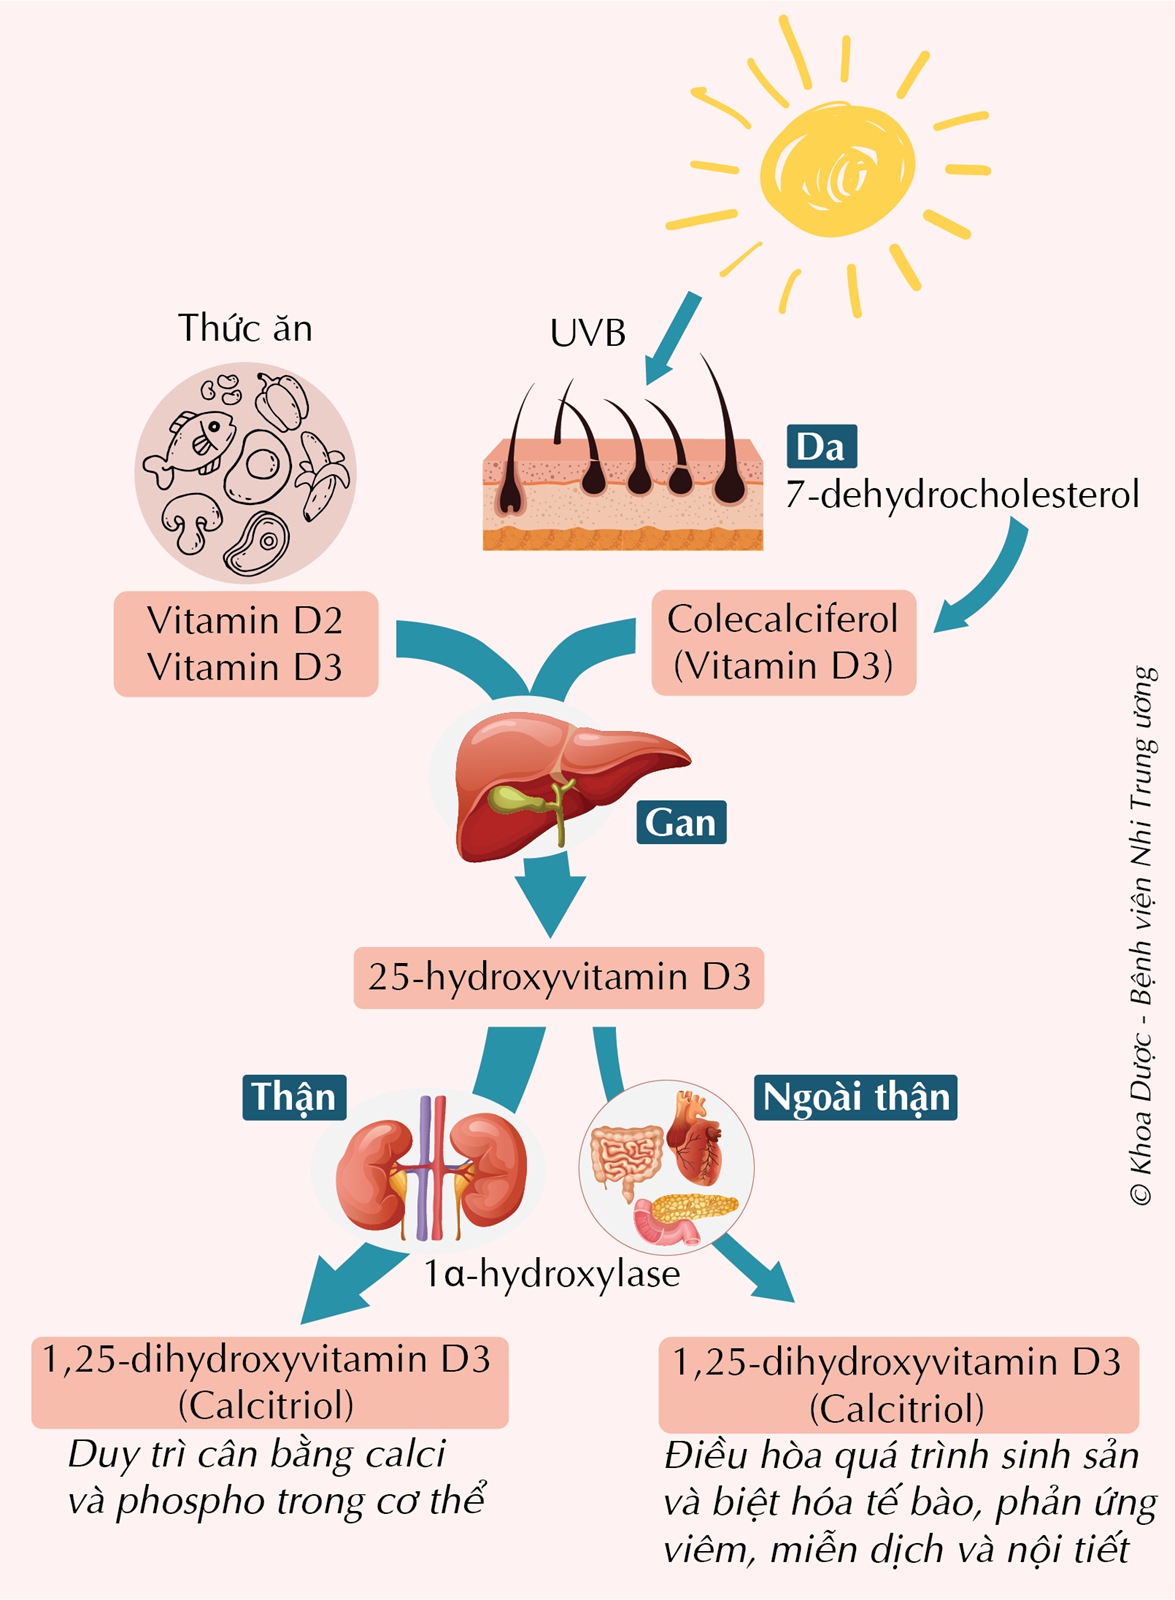 Thức ăn
UVB
Da
7-dehydrocholesterol
Vitamin D2
Vitamin D3
Colecalciferol
(Vitamin D3)
Gan
25-hydroxyvitamin D3
Thận
Ngoài thận
1α-hydroxylase
1,25-dihydroxyvitamin D3
(Calcitriol)
Duy trì cân bằng calci
và phospho trong cơ thể
1,25-dihydroxyvitamin D3
(Calcitriol)
Điều hòa quá trình sinh sản
và biệt hóa tế bào, phản ứng
viêm, miễn dịch và nội tiết
© Khoa Dược - Bệnh viện Nhi Trung ương